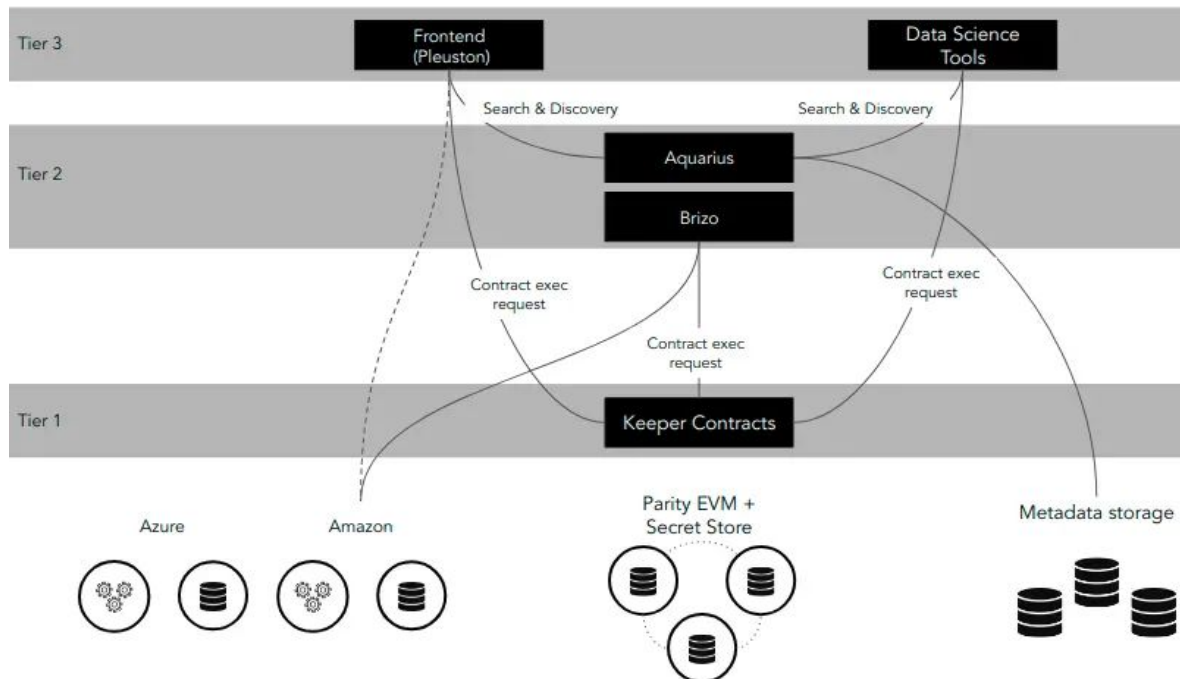 Tier 3
Frontend
(Pleuston)
Data Science
Tools
Search & Discovery
Search & Discovery
Tier 2
Aquarius
Brizo
Contract exec
request
Contract exec
request
Contract exec
request
Tier 1
Keeper Contracts
Azure
Amazon
Parity EVM +
Secret Store
Metadata storage